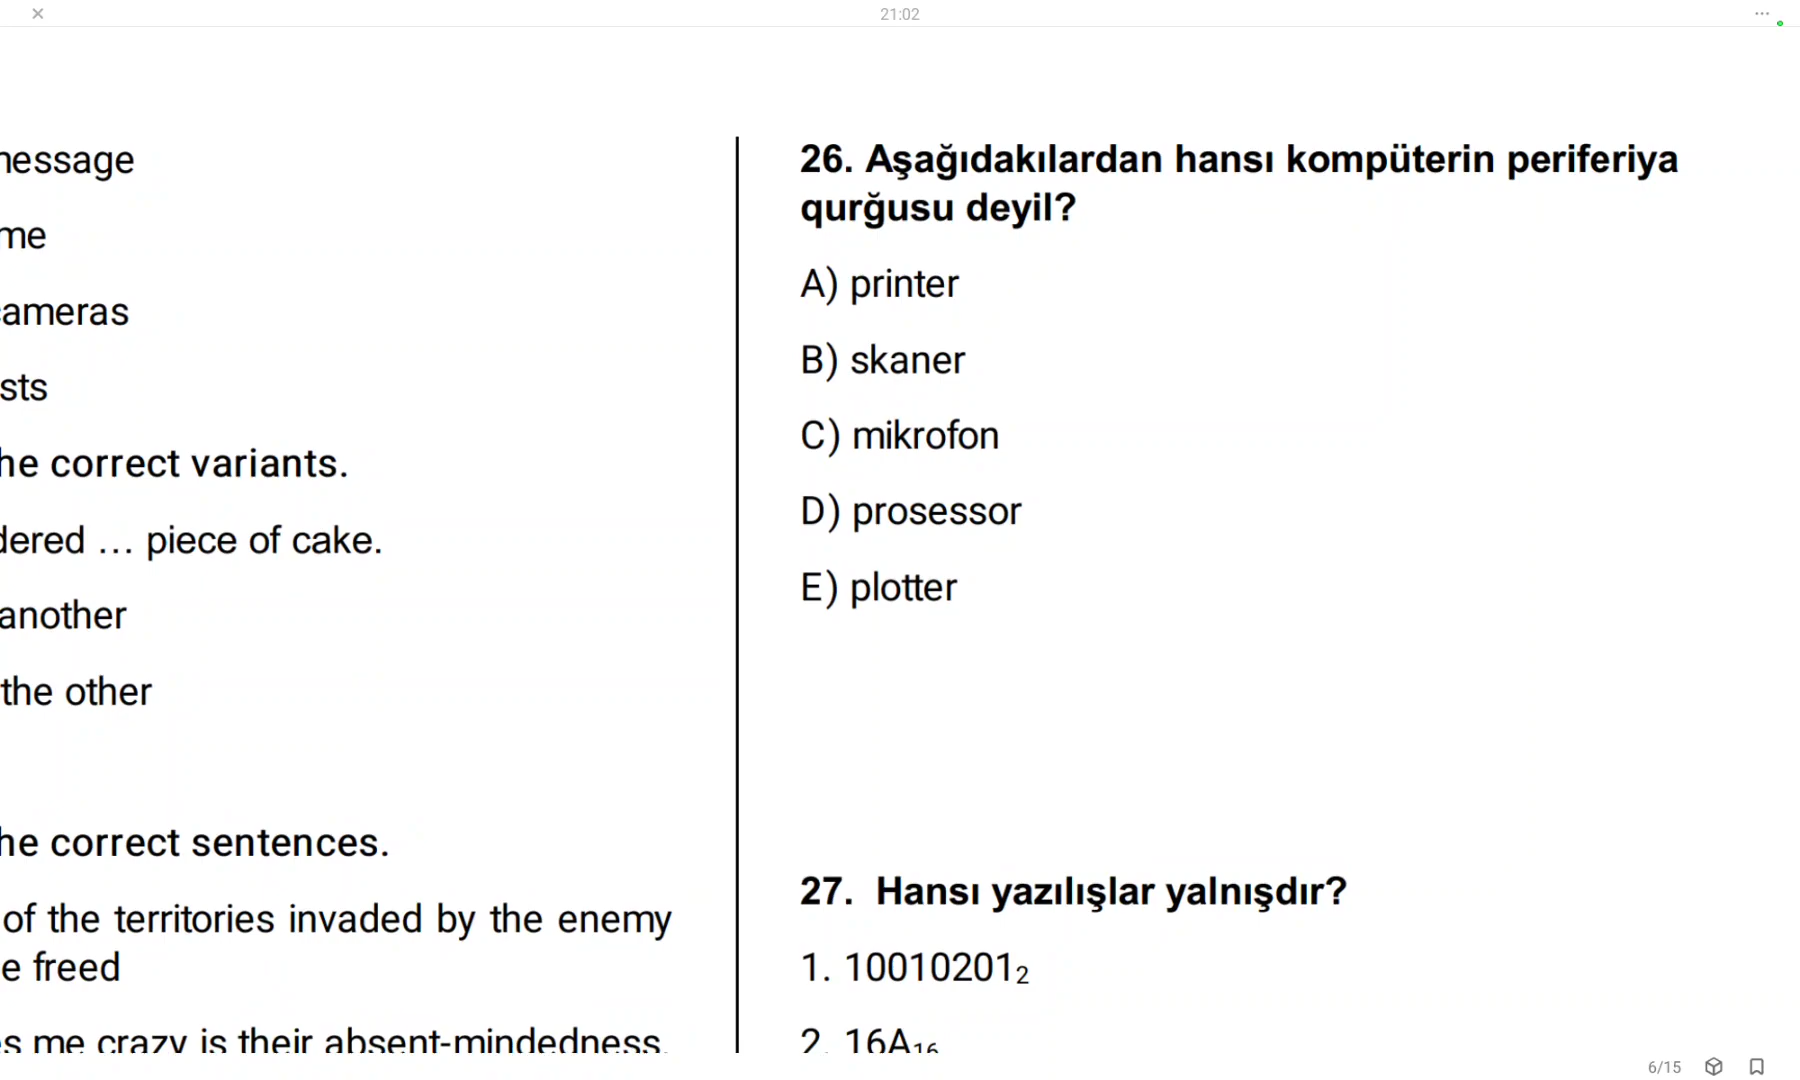 21:02
message
me
cameras
sts
he correct variants.
dered … piece of cake.
another
the other
he correct sentences.
of the territories invaded by the enemy
e freed
s me crazy is their absent-mindedness.
26. Aşağıdakılardan hansı kompüterin periferiya
qurğusu deyil?
A) printer
B) skaner
C) mikrofon
D) prosessor
E) plotter
27. Hansı yazılışlar yalnışdır?
1. 10010201₂
2. 16A₁₆
6/15